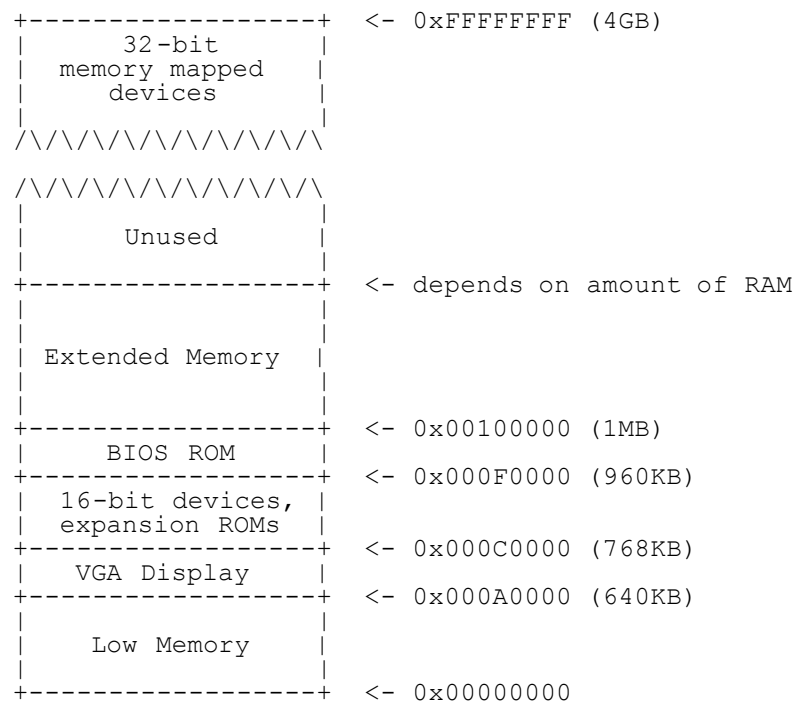 +------------------+  <- 0xFFFFFFFF (4GB)
|      32-bit      |
|  memory mapped   |
|     devices      |
|                  |
/\/\/\/\/\/\/\/\/\/\

/\/\/\/\/\/\/\/\/\/\
|                  |
|      Unused      |
|                  |
+------------------+  <- depends on amount of RAM
|                  |
|                  |
| Extended Memory  |
|                  |
|                  |
+------------------+  <- 0x00100000 (1MB)
|     BIOS ROM     |
+------------------+  <- 0x000F0000 (960KB)
|  16-bit devices, |
|  expansion ROMs  |
+------------------+  <- 0x000C0000 (768KB)
|   VGA Display    |
+------------------+  <- 0x000A0000 (640KB)
|                  |
|    Low Memory    |
|                  |
+------------------+  <- 0x00000000